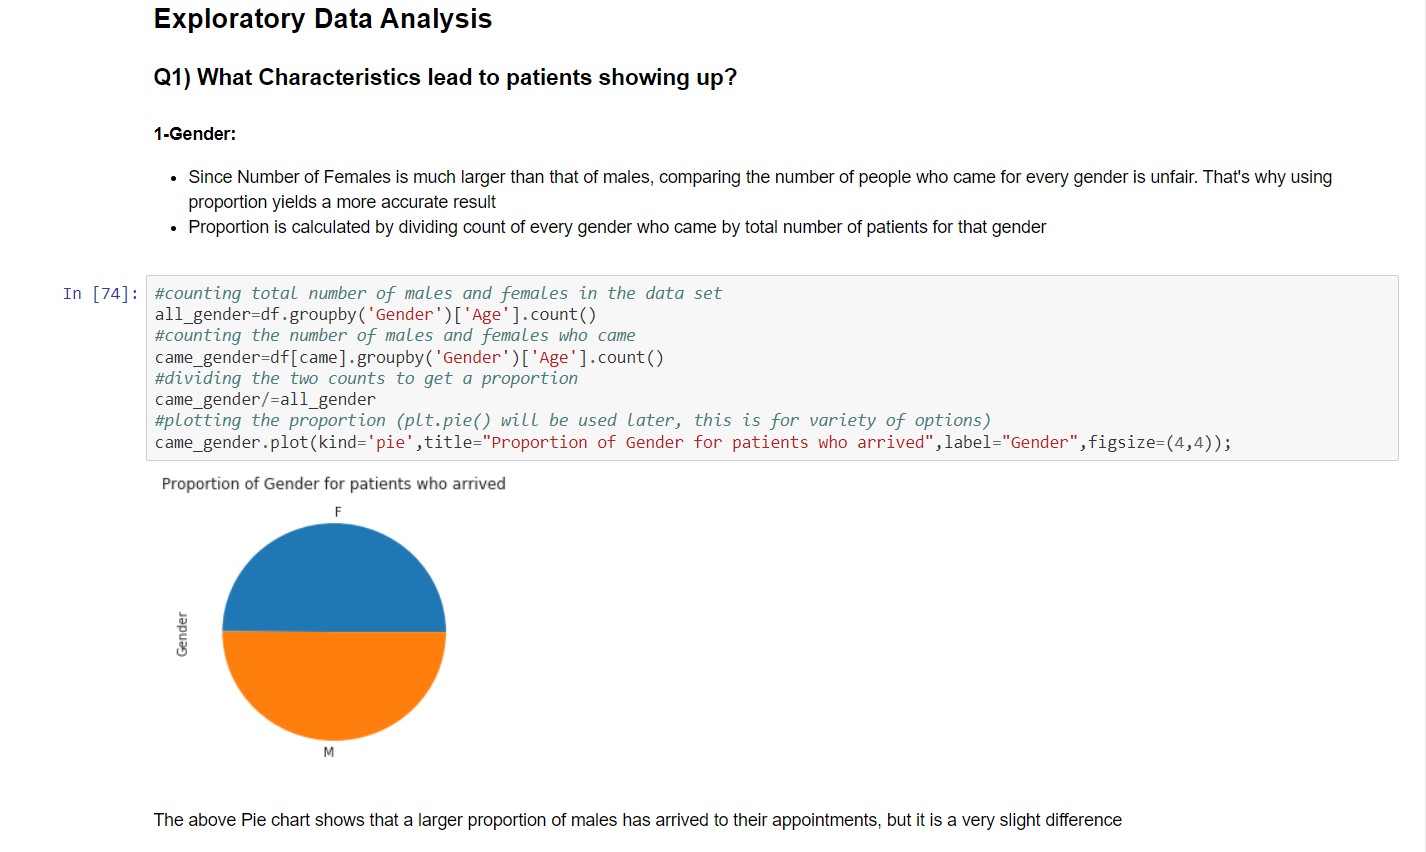 Exploratory Data Analysis
Q1) What Characteristics lead to patients showing up?
1-Gender:
• Since Number of Females is much larger than that of males, comparing the number of people who came for every gender is unfair. That's why using
proportion yields a more accurate result
• Proportion is calculated by dividing count of every gender who came by total number of patients for that gender
In [74]: #counting total number of males and females in the data set
all_gender=df.groupby('Gender')['Age'].count()
#counting the number of males and females who came
came_gender=df[came].groupby('Gender')['Age'].count()
#dividing the two counts to get a proportion
came_gender/=all_gender
#plotting the proportion (plt.pie() will be used later, this is for variety of options)
came_gender.plot(kind='pie',title="Proportion of Gender for patients who arrived",label="Gender",figsize=(4,4));
Proportion of Gender for patients who arrived
F
Gender
M
The above Pie chart shows that a larger proportion of males has arrived to their appointments, but it is a very slight difference